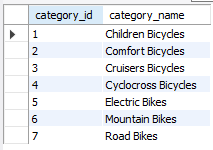 category_id category_name
1 Children Bicycles
2 Comfort Bicycles
3 Cruisers Bicycles
4 Cyclocross Bicycles
5 Electric Bikes
6 Mountain Bikes
7 Road Bikes